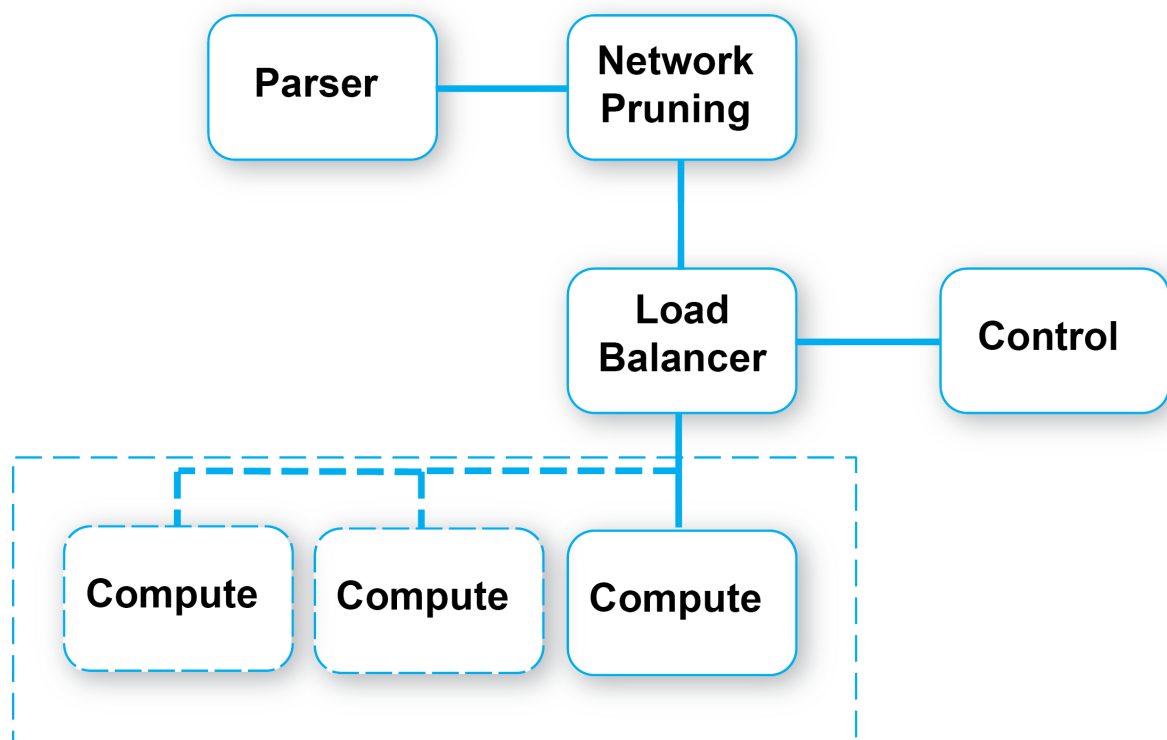 Parser
Network
Pruning
Load
Balancer
Control
Compute
Compute
Compute